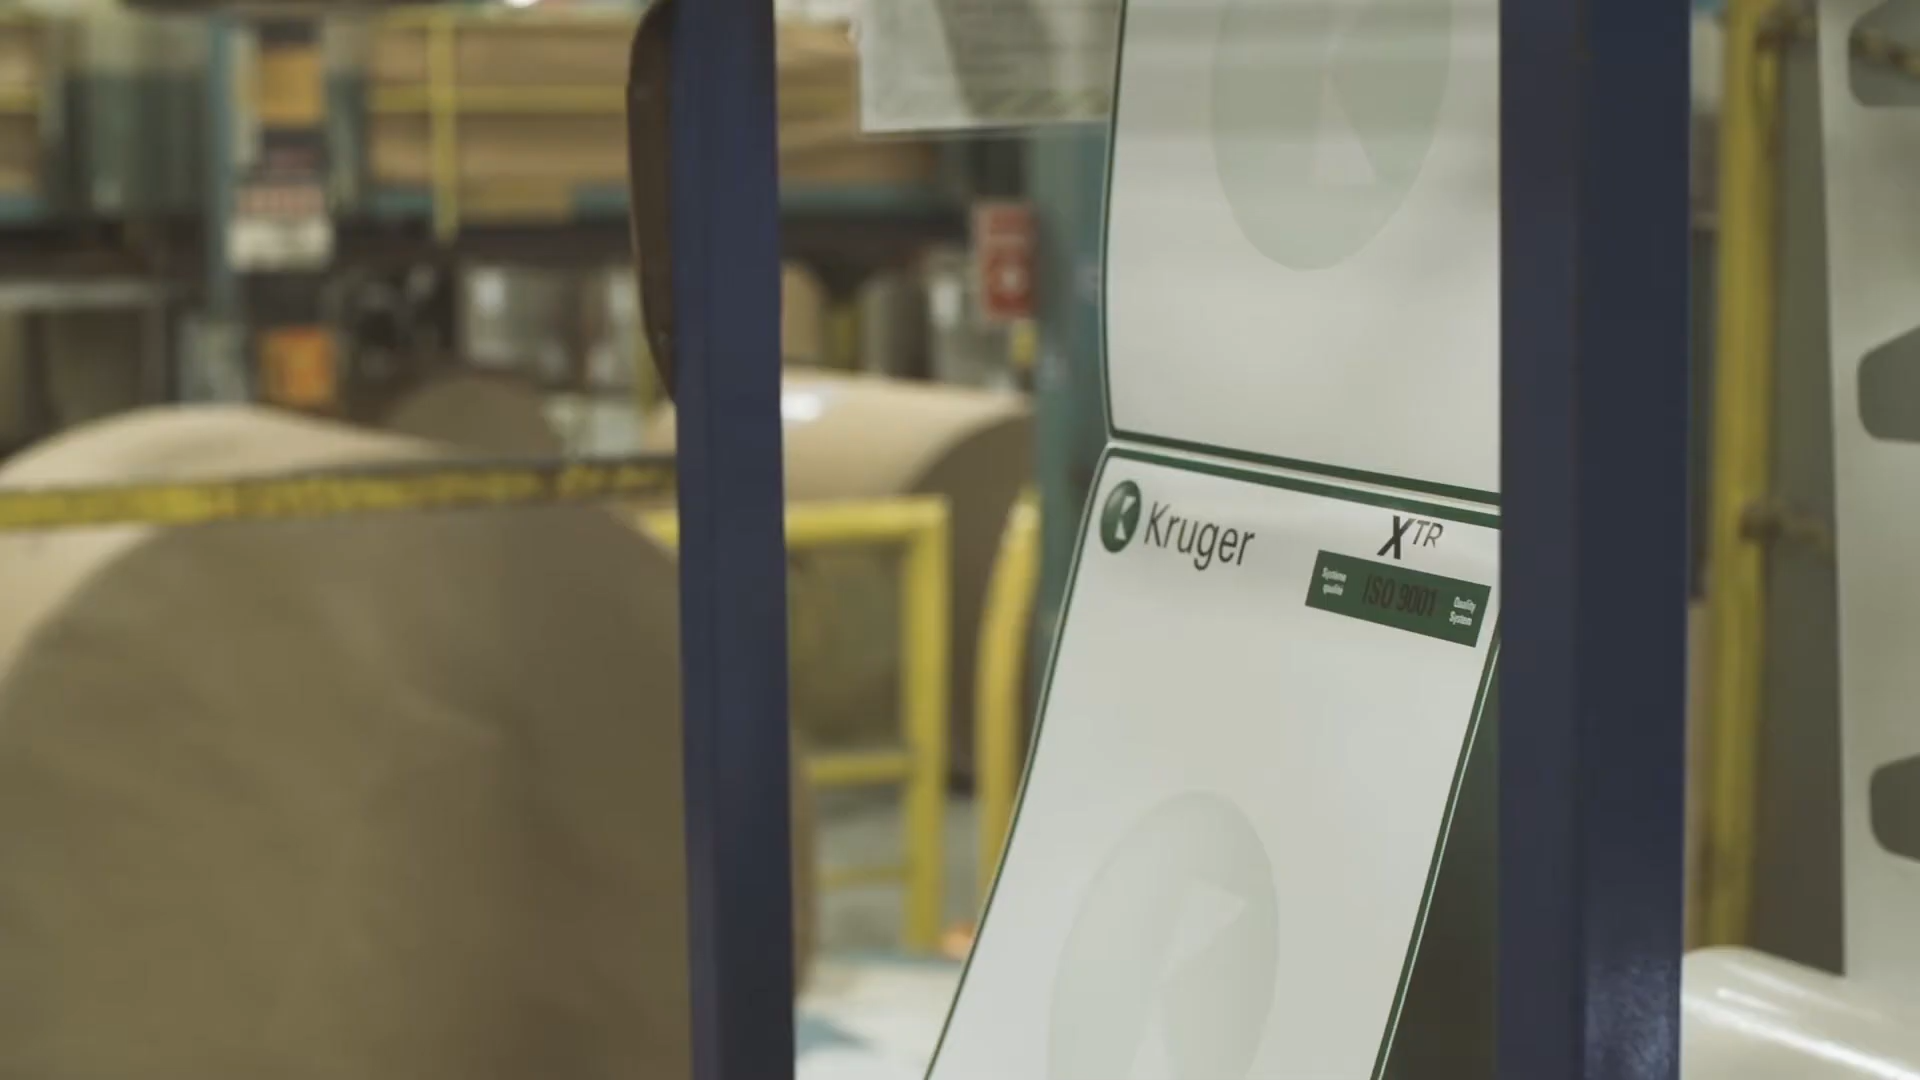 Kruger
XTR
Système qualité
ISO 9001
Quality System